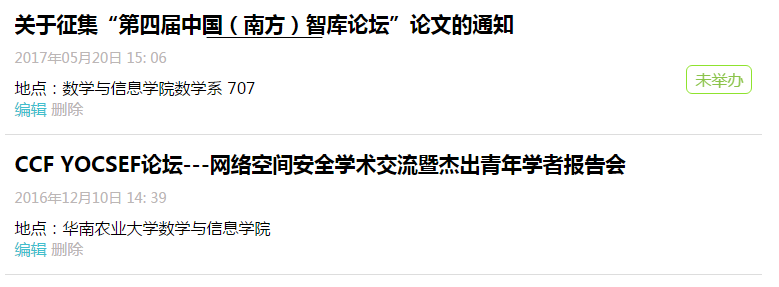 关于征集“第四届中国（南方）智库论坛”论文的通知
2017年05月20日 15: 06
地点：数学与信息学院数学系 707
未举办
编辑 删除
CCF YOCSEF论坛---网络空间安全学术交流暨杰出青年学者报告会
2016年12月10日 14: 39
地点：华南农业大学数学与信息学院
编辑 删除